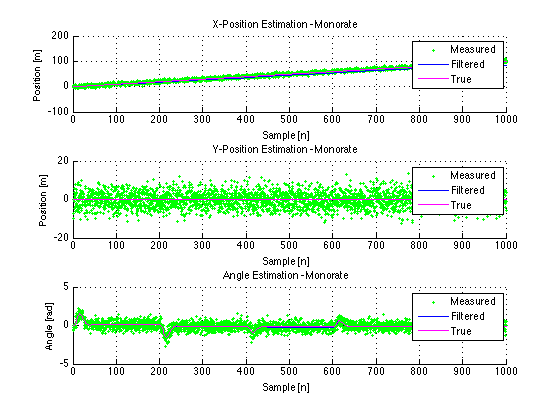 X-Position Estimation -Monorate
200
100
0
-100
Position [m]
Measured
Filtered
True
0 100 200 300 400 500 600 700 800 900 1000
Sample [n]
Y-Position Estimation -Monorate
20
0
-20
Position [m]
Measured
Filtered
True
0 100 200 300 400 500 600 700 800 900 1000
Sample [n]
Angle Estimation -Monorate
5
0
-5
Angle [rad]
Measured
Filtered
True
0 100 200 300 400 500 600 700 800 900 1000
Sample [n]